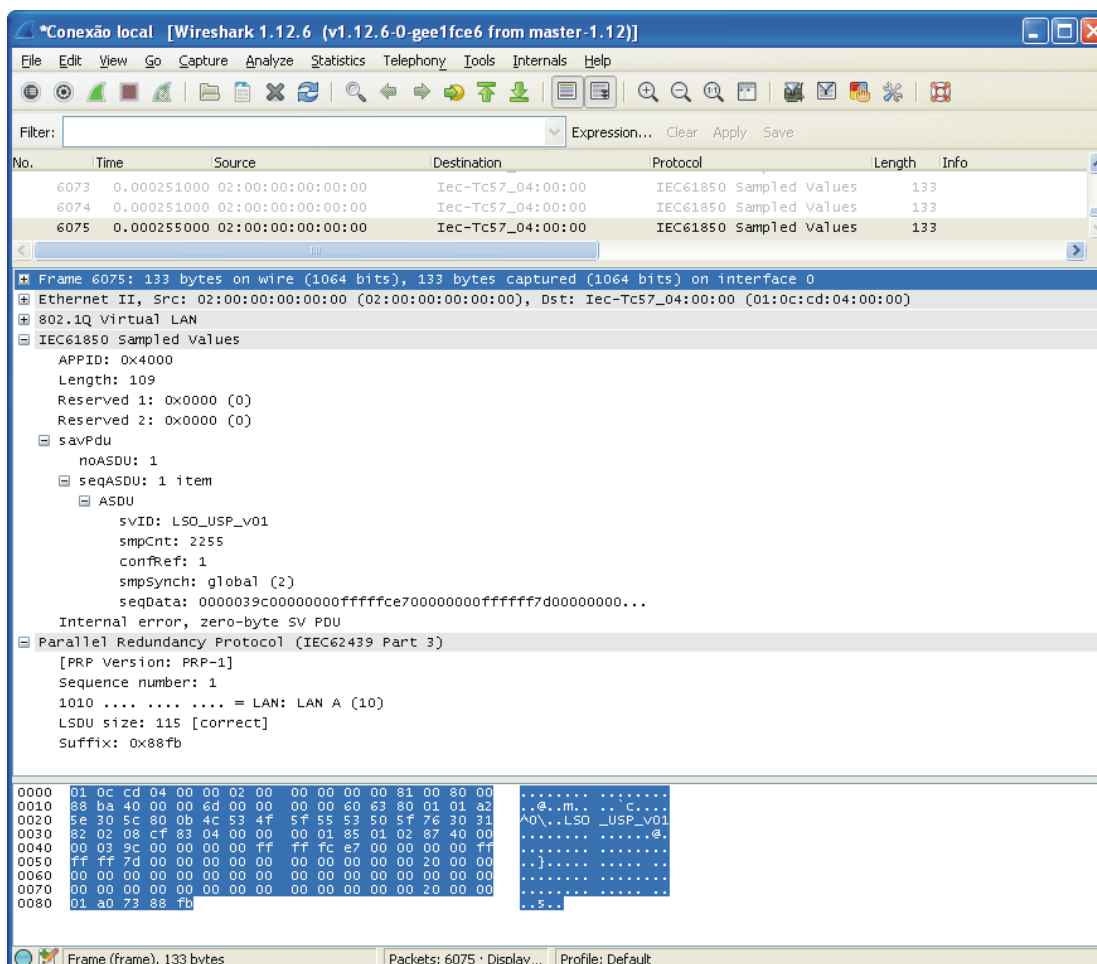 *Conexão local [Wireshark 1.12.6 (v1.12.6-0-gee1fce6 from master-1.12)]
File Edit View Go Capture Analyze Statistics Telephony Tools Internals Help
Filter: Expression... Clear Apply Save
No. Time Source Destination Protocol Length Info
6073 0.000251000 02:00:00:00:00:00 Iec-Tc57_04:00:00 IEC61850 Sampled Values 133
6074 0.000251000 02:00:00:00:00:00 Iec-Tc57_04:00:00 IEC61850 Sampled Values 133
6075 0.000255000 02:00:00:00:00:00 Iec-Tc57_04:00:00 IEC61850 Sampled Values 133
Frame 6075: 133 bytes on wire (1064 bits), 133 bytes captured (1064 bits) on interface 0
Ethernet II, Src: 02:00:00:00:00:00 (02:00:00:00:00:00), Dst: Iec-Tc57_04:00:00 (01:0c:cd:04:00:00)
802.1Q Virtual LAN
IEC61850 Sampled Values
APPID: 0x4000
Length: 109
Reserved 1: 0x0000 (0)
Reserved 2: 0x0000 (0)
savPdu
noASDU: 1
seqASDU: 1 item
ASDU
svID: LSO_USP_v01
smpCnt: 2255
confRef: 1
smpSynch: global (2)
seqData: 0000039c00000000fffffce700000000ffffff7d00000000...
Internal error, zero-byte SV PDU
Parallel Redundancy Protocol (IEC62439 Part 3)
[PRP Version: PRP-1]
Sequence number: 1
1010 .... .... .... = LAN: LAN A (10)
LSDU size: 115 [correct]
Suffix: 0x88fb
0000 01 0c cd 04 00 00 02 00 00 00 00 00 81 00 80 00 ........ ........
0010 88 ba 40 00 00 6d 00 00 00 00 60 63 80 01 01 a2 ..@..m.. ..`c....
0020 5e 30 5c 80 0b 4c 53 4f 5f 55 53 50 5f 76 30 31 ^0\..LSO _USP_v01
0030 82 02 08 cf 83 04 00 00 00 01 85 01 02 87 40 00 ........ ......@.
0040 00 03 9c 00 00 00 00 ff ff fc e7 00 00 00 00 ff ........ ........
0050 ff ff 7d 00 00 00 00 00 00 00 00 00 00 20 00 00 ..}..... ..... ..
0060 00 00 00 00 00 00 00 00 00 00 00 00 00 00 00 00 ........ ........
0070 00 00 00 00 00 00 00 00 00 00 00 00 00 20 00 00 ........ ..... ..
0080 01 a0 73 88 fb ..s..
Frame (frame), 133 bytes Packets: 6075 · Display... Profile: Default